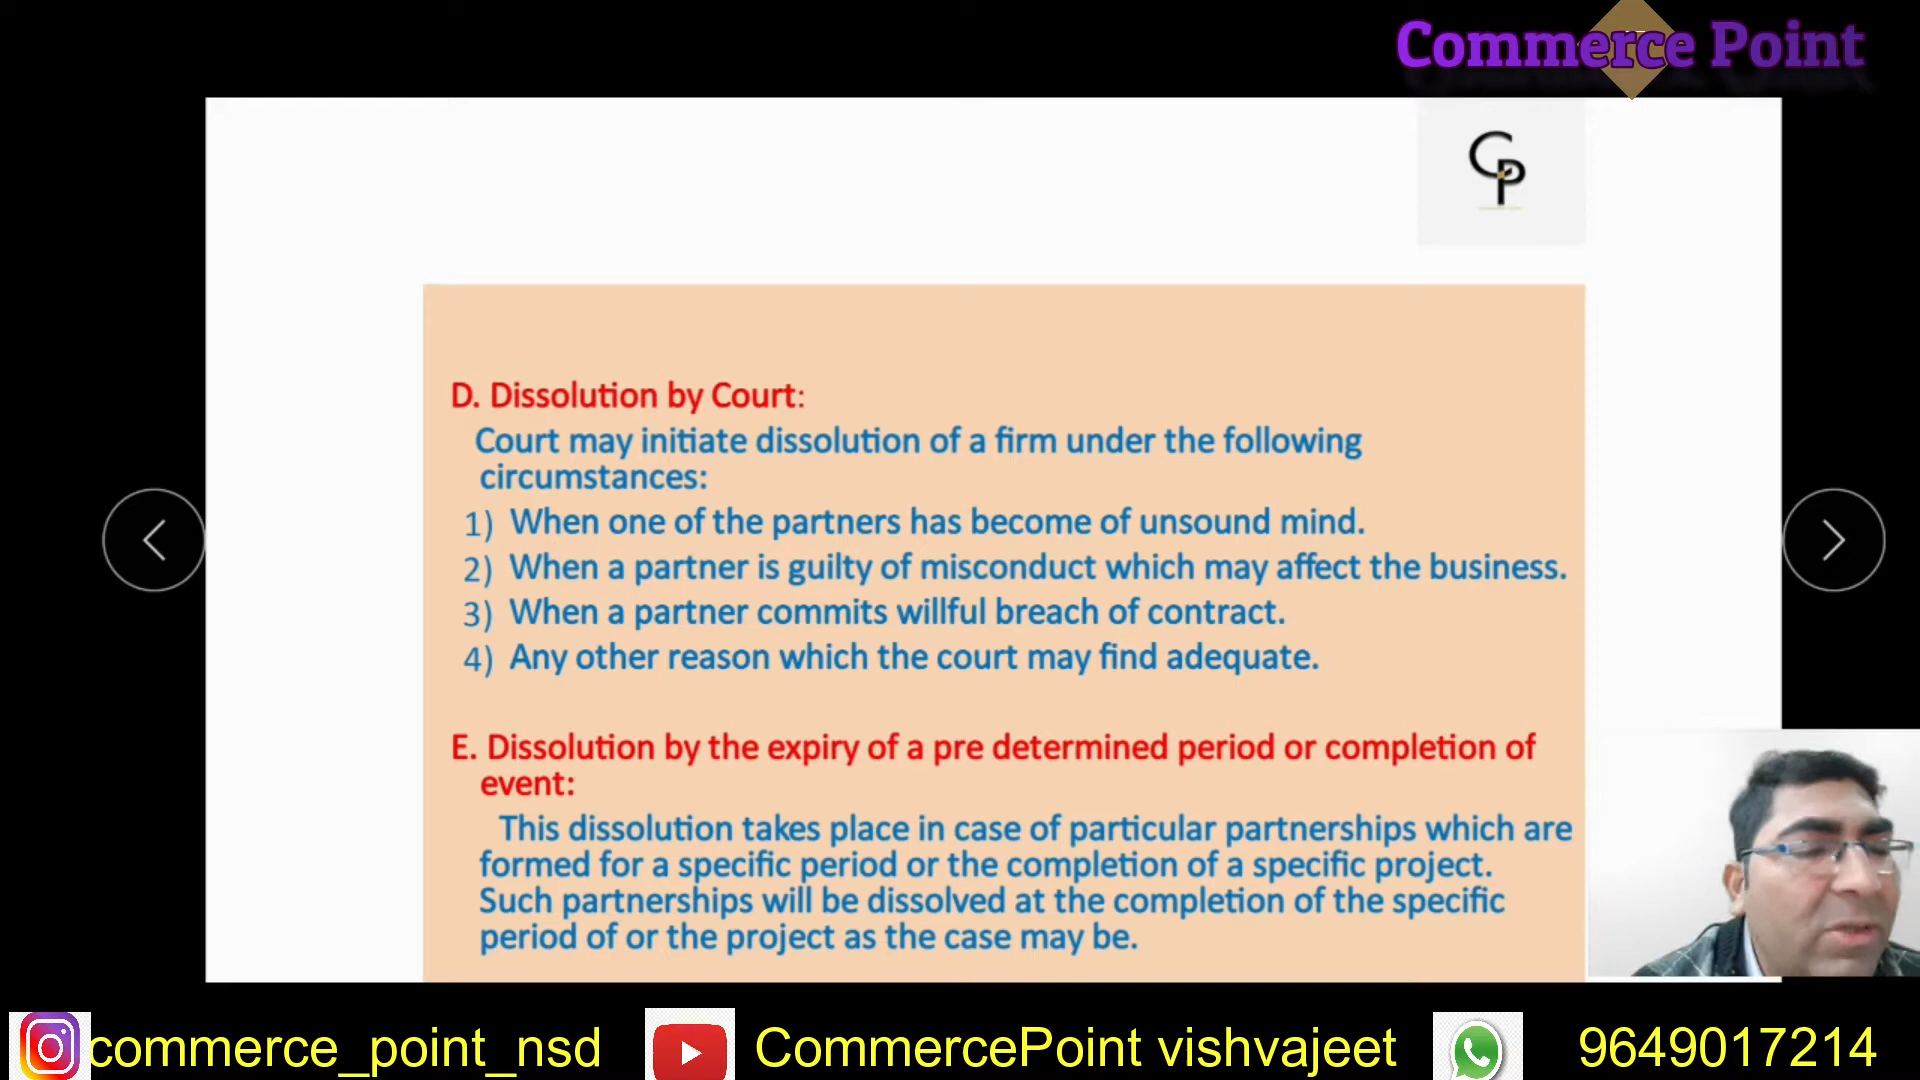 Commerce Point
CP
D. Dissolution by Court:
Court may initiate dissolution of a firm under the following
circumstances:
1) When one of the partners has become of unsound mind.
2) When a partner is guilty of misconduct which may affect the business.
3) When a partner commits willful breach of contract.
4) Any other reason which the court may find adequate.
E. Dissolution by the expiry of a pre determined period or completion of
event:
This dissolution takes place in case of particular partnerships which are
formed for a specific period or the completion of a specific project.
Such partnerships will be dissolved at the completion of the specific
period of or the project as the case may be.
commerce_point_nsd CommercePoint vishvajeet 9649017214